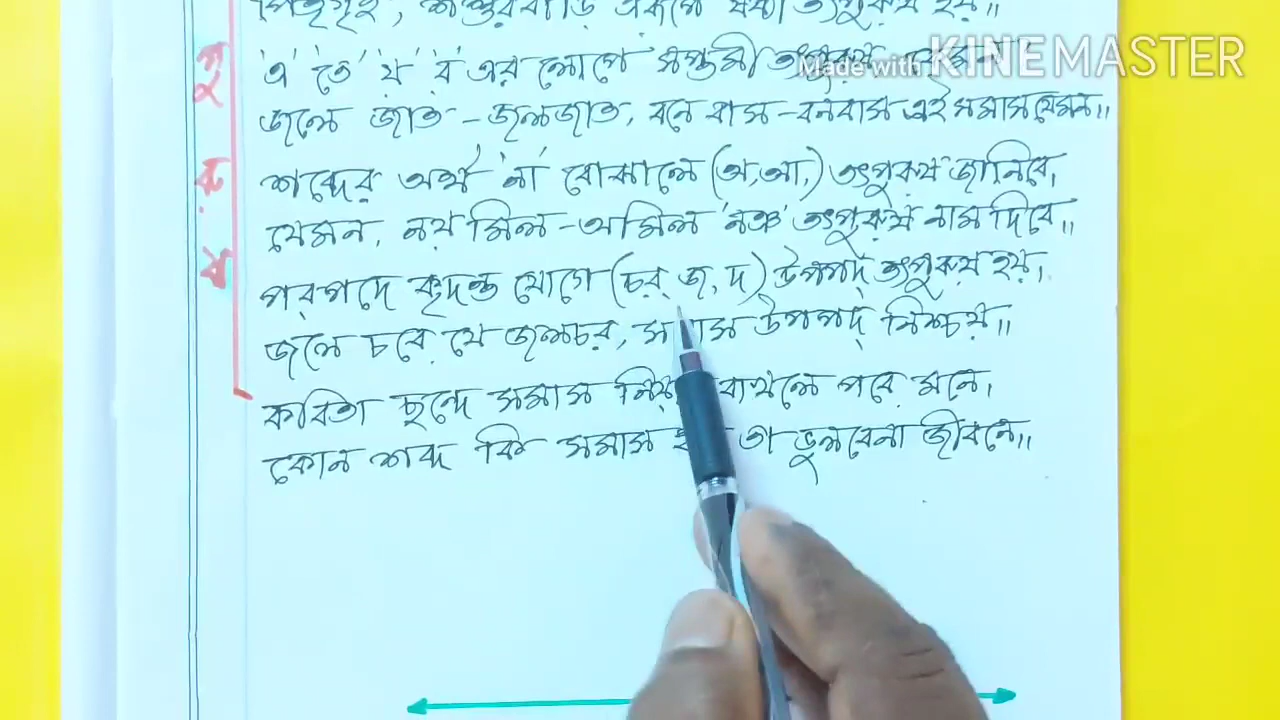 পিতৃগৃহ, শ্বশুরবাড়ি এরূপে ষষ্ঠী তৎপুরুষ হয়॥
'এ' 'তে' 'য়' 'র' এর লোপে সপ্তমী তৎপুরুষ
Made with KINEMASTER
জলে জাত - জলজাত, বনে বাস - বনবাস এই সমাস যেমন॥
শব্দের অর্থ 'না' বোঝালে (অ, আ,) তৎপুরুষ জানিবে,
যেমন, নয় মিল - অমিল 'নঞ' তৎপুরুষ নাম দিবে॥
পরপদে কৃদন্ত যোগে (চর, জ, দ) উপপদ তৎপুরুষ হয়,
জলে চরে যে জলচর, সমাস উপপদ নিশ্চয়॥
কবিতা ছন্দে সমাস রাখলে পরে মনে,
কোন শব্দ কি সমাস তা ভুলবেনা জীবনে॥
পু
রু
ষ